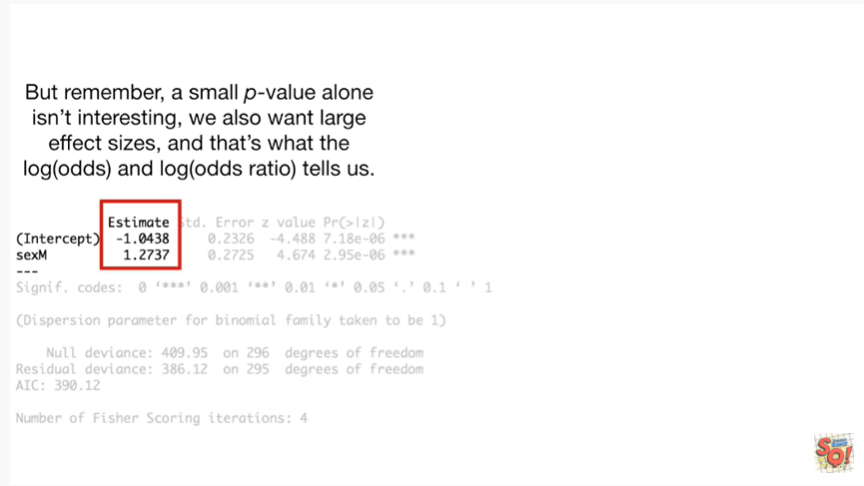 But remember, a small p-value alone
isn't interesting, we also want large
effect sizes, and that's what the
log(odds) and log(odds ratio) tells us.
Estimate Std. Error z value Pr(>|z|)
(Intercept) -1.0438 0.2326 -4.488 7.18e-06 ***
sexM 1.2737 0.2725 4.674 2.95e-06 ***
---
Signif. codes: 0 ‘***’ 0.001 ‘**’ 0.01 ‘*’ 0.05 ‘.’ 0.1 ‘ ’ 1
(Dispersion parameter for binomial family taken to be 1)
Null deviance: 409.95 on 296 degrees of freedom
Residual deviance: 386.12 on 295 degrees of freedom
AIC: 390.12
Number of Fisher Scoring iterations: 4
SQ!